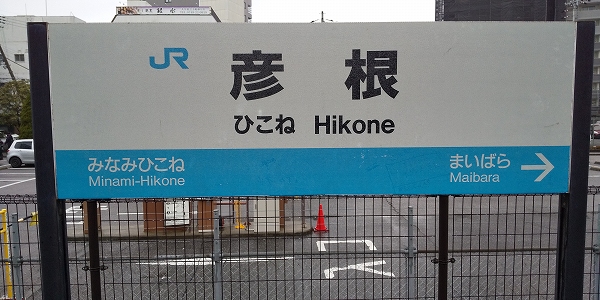 JR
彦根
ひこね Hikone
みなみひこね
Minami-Hikone
まいばら
Maibara